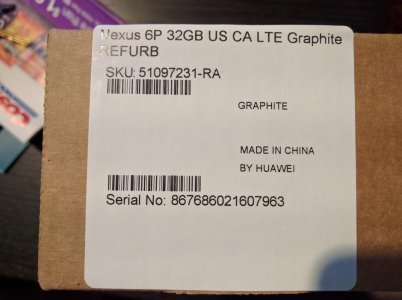 Nexus 6P 32GB US CA LTE Graphite
REFURB
SKU: 51097231-RA
GRAPHITE
MADE IN CHINA
BY HUAWEI
Serial No: 867686021607963